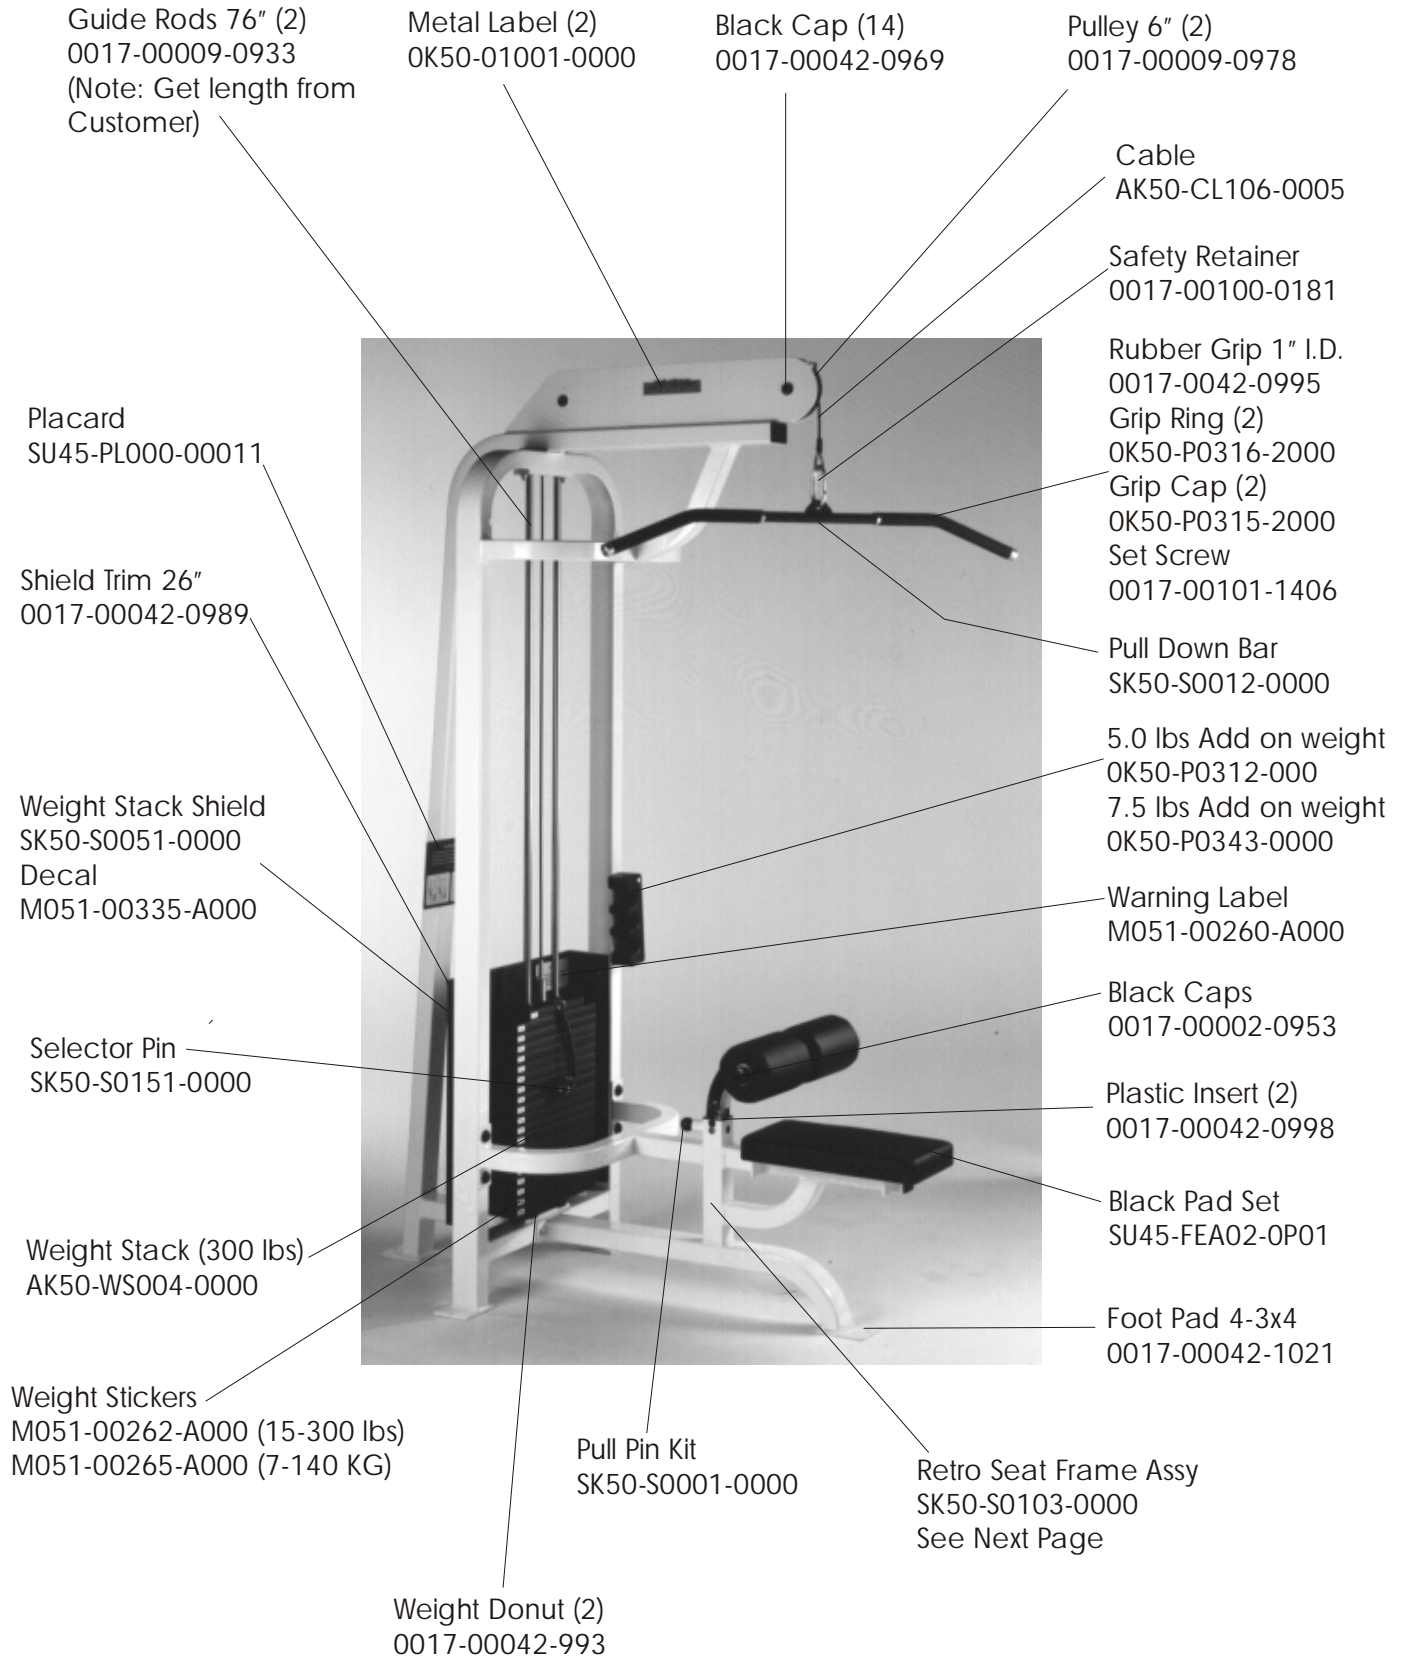 Guide Rods 76" (2)
0017-00009-0933
(Note: Get length from
Customer)
Metal Label (2)
0K50-01001-0000
Black Cap (14)
0017-00042-0969
Pulley 6" (2)
0017-00009-0978
Cable
AK50-CL106-0005
Safety Retainer
0017-00100-0181
Rubber Grip 1" I.D.
0017-0042-0995
Grip Ring (2)
0K50-P0316-2000
Grip Cap (2)
0K50-P0315-2000
Set Screw
0017-00101-1406
Placard
SU45-PL000-00011
Shield Trim 26"
0017-00042-0989
Pull Down Bar
SK50-S0012-0000
5.0 lbs Add on weight
0K50-P0312-000
7.5 lbs Add on weight
0K50-P0343-0000
Weight Stack Shield
SK50-S0051-0000
Decal
M051-00335-A000
Warning Label
M051-00260-A000
Black Caps
0017-00002-0953
Selector Pin
SK50-S0151-0000
Plastic Insert (2)
0017-00042-0998
Black Pad Set
SU45-FEA02-0P01
Weight Stack (300 lbs)
AK50-WS004-0000
Foot Pad 4-3x4
0017-00042-1021
Weight Stickers
M051-00262-A000 (15-300 lbs)
M051-00265-A000 (7-140 KG)
Pull Pin Kit
SK50-S0001-0000
Retro Seat Frame Assy
SK50-S0103-0000
See Next Page
Weight Donut (2)
0017-00042-993